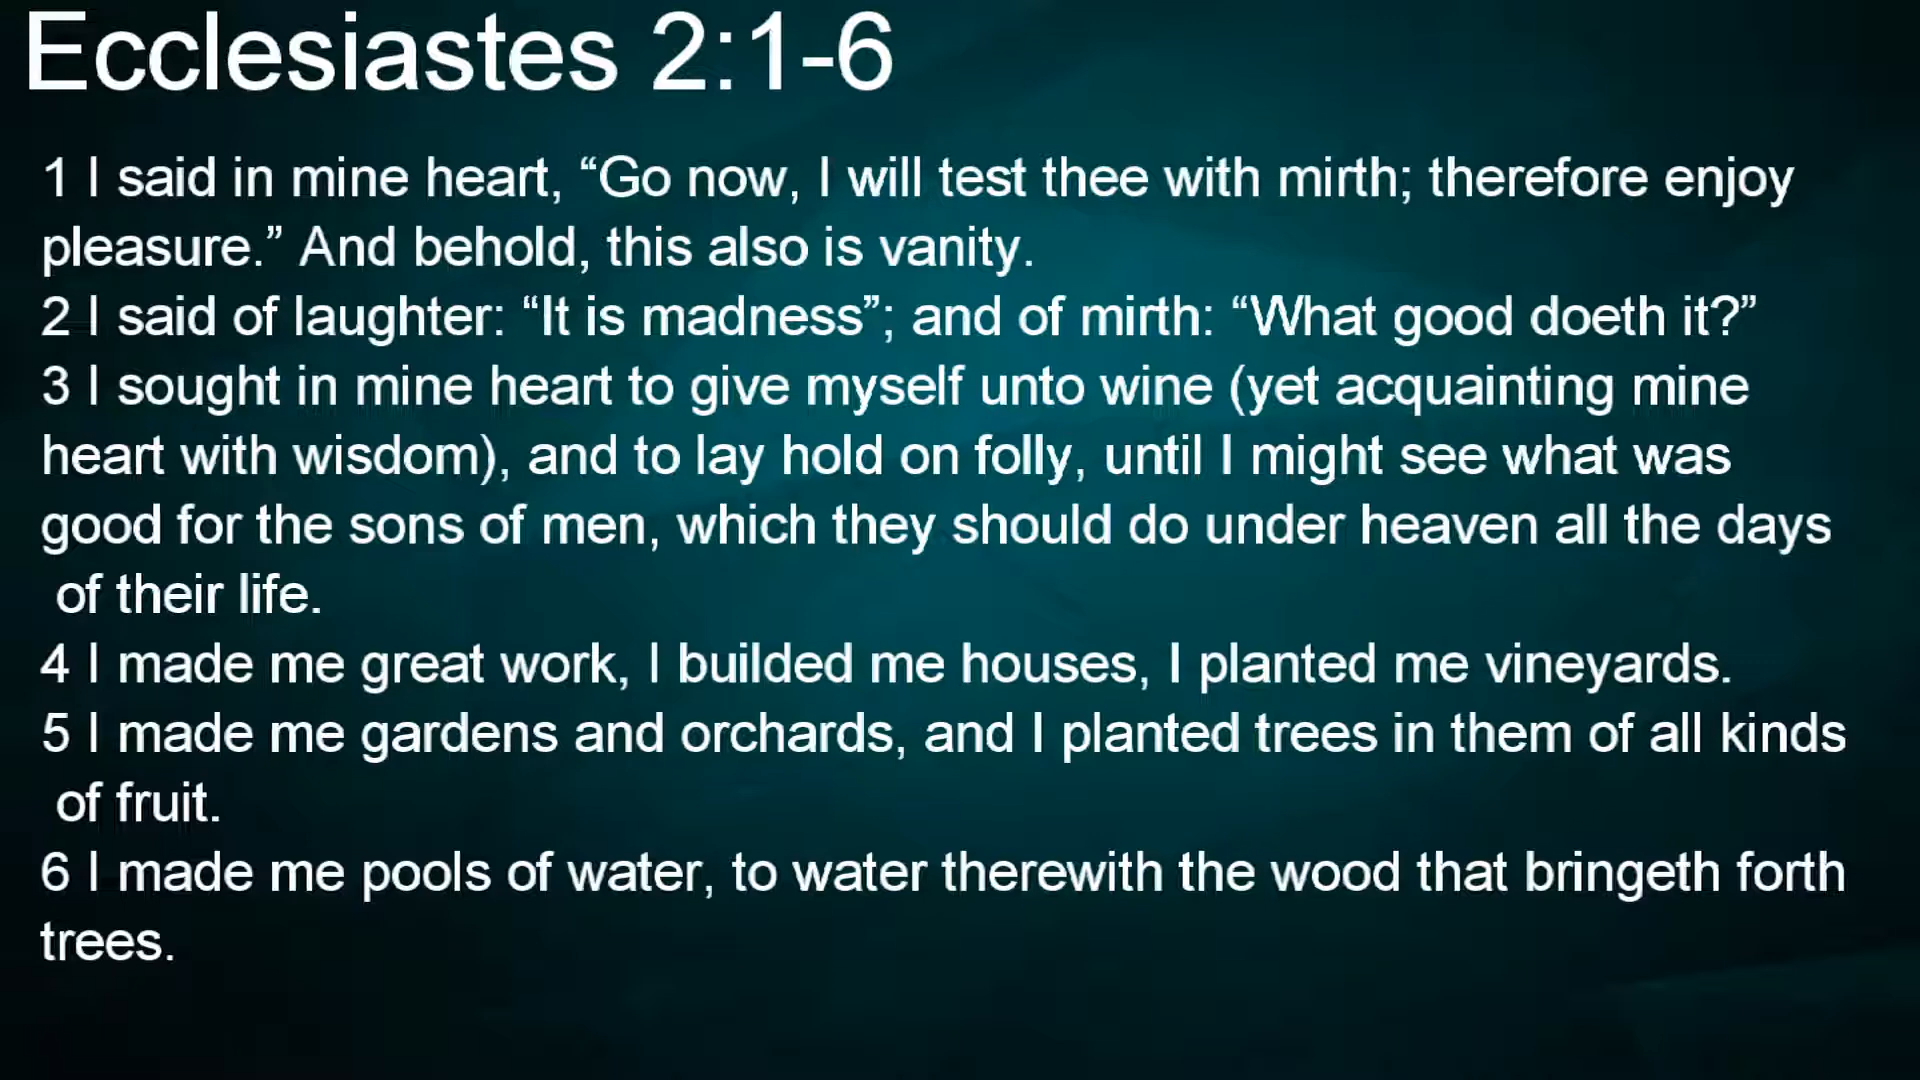 Ecclesiastes 2:1-6
1 I said in mine heart, “Go now, I will test thee with mirth; therefore enjoy
pleasure.” And behold, this also is vanity.
2 I said of laughter: “It is madness”; and of mirth: “What good doeth it?”
3 I sought in mine heart to give myself unto wine (yet acquainting mine
heart with wisdom), and to lay hold on folly, until I might see what was
good for the sons of men, which they should do under heaven all the days
of their life.
4 I made me great work, I builded me houses, I planted me vineyards.
5 I made me gardens and orchards, and I planted trees in them of all kinds
of fruit.
6 I made me pools of water, to water therewith the wood that bringeth forth
trees.